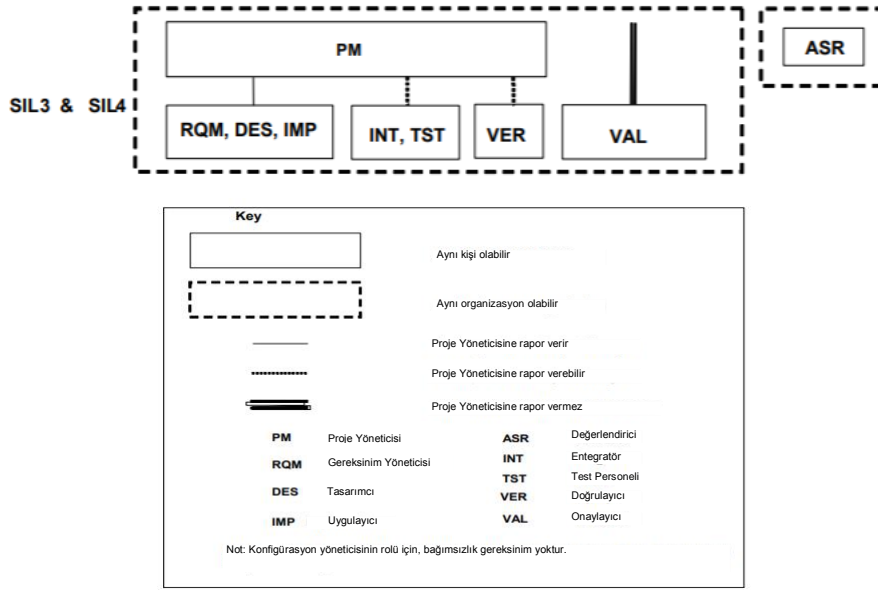 PM
ASR
SIL3 & SIL4
RQM, DES, IMP
INT, TST
VER
VAL
Key
Aynı kişi olabilir
Aynı organizasyon olabilir
Proje Yöneticisine rapor verir
Proje Yöneticisine rapor verebilir
Proje Yöneticisine rapor vermez
PM Proje Yöneticisi
RQM Gereksinim Yöneticisi
DES Tasarımcı
IMP Uygulayıcı
ASR Değerlendirici
INT Entegratör
TST Test Personeli
VER Doğrulayıcı
VAL Onaylayıcı
Not: Konfigürasyon yöneticisinin rolü için, bağımsızlık gereksinim yoktur.